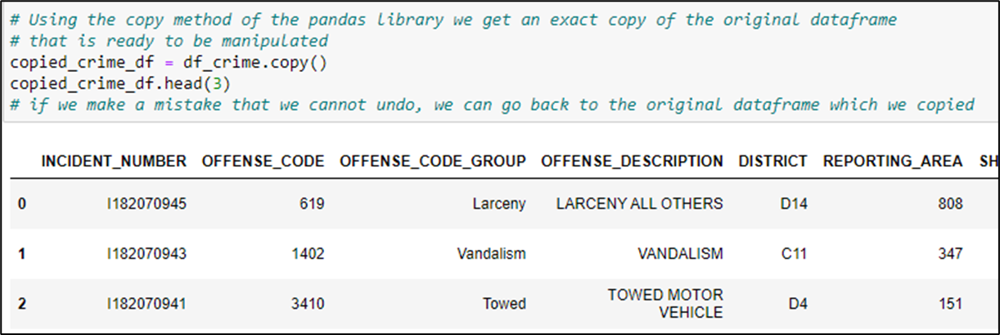 # Using the copy method of the pandas library we get an exact copy of the original dataframe
# that is ready to be manipulated
copied_crime_df = df_crime.copy()
copied_crime_df.head(3)
# if we make a mistake that we cannot undo, we can go back to the original dataframe which we copied
INCIDENT_NUMBER OFFENSE_CODE OFFENSE_CODE_GROUP OFFENSE_DESCRIPTION DISTRICT REPORTING_AREA SH
0 I182070945 619 Larceny LARCENY ALL OTHERS D14 808
1 I182070943 1402 Vandalism VANDALISM C11 347
2 I182070941 3410 Towed TOWED MOTOR VEHICLE D4 151